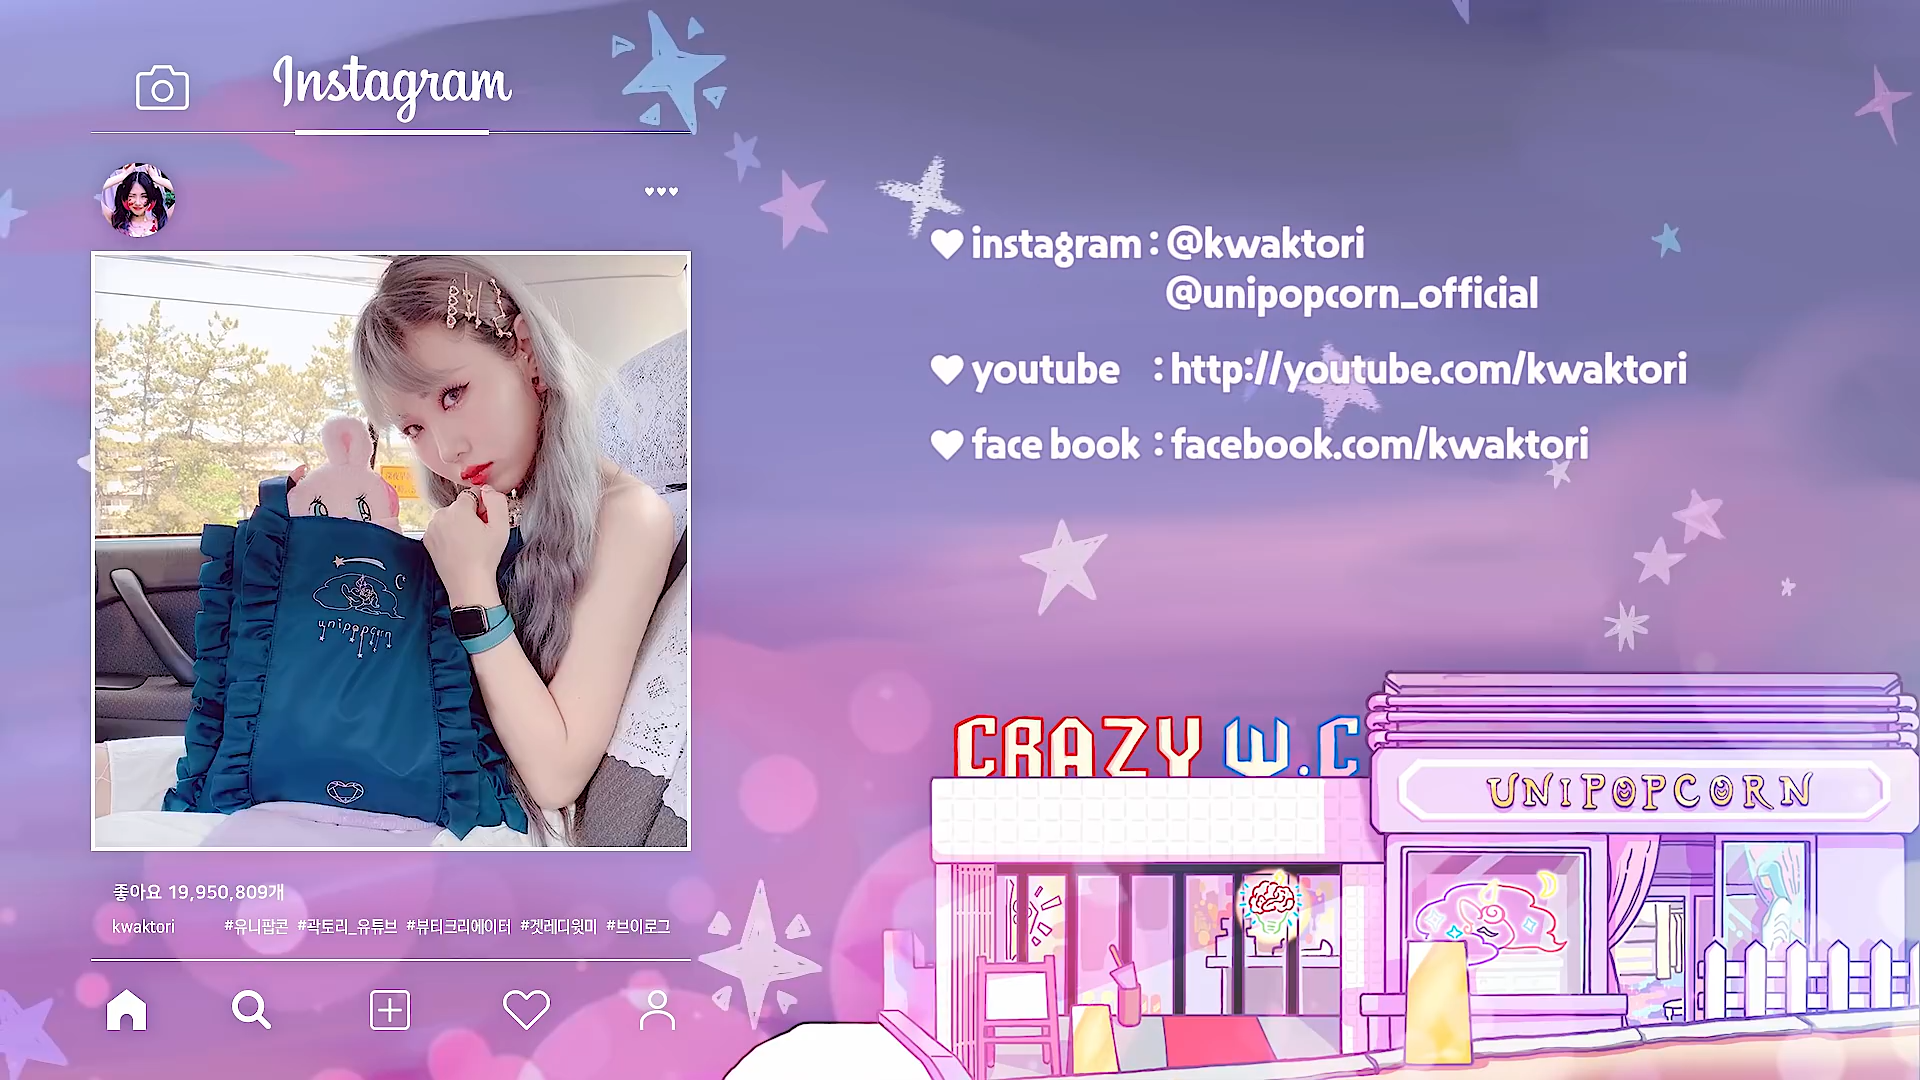 Instagram
instagram : @kwaktori
@unipopcorn_official
youtube : http://youtube.com/kwaktori
face book : facebook.com/kwaktori
unipopcorn
좋아요 19,950,809개
kwaktori #유니팝콘 #곽토리_유튜브 #뷰티크리에이터 #겟레디윗미 #브이로그
CRAZY W.C
UNIPOPCORN